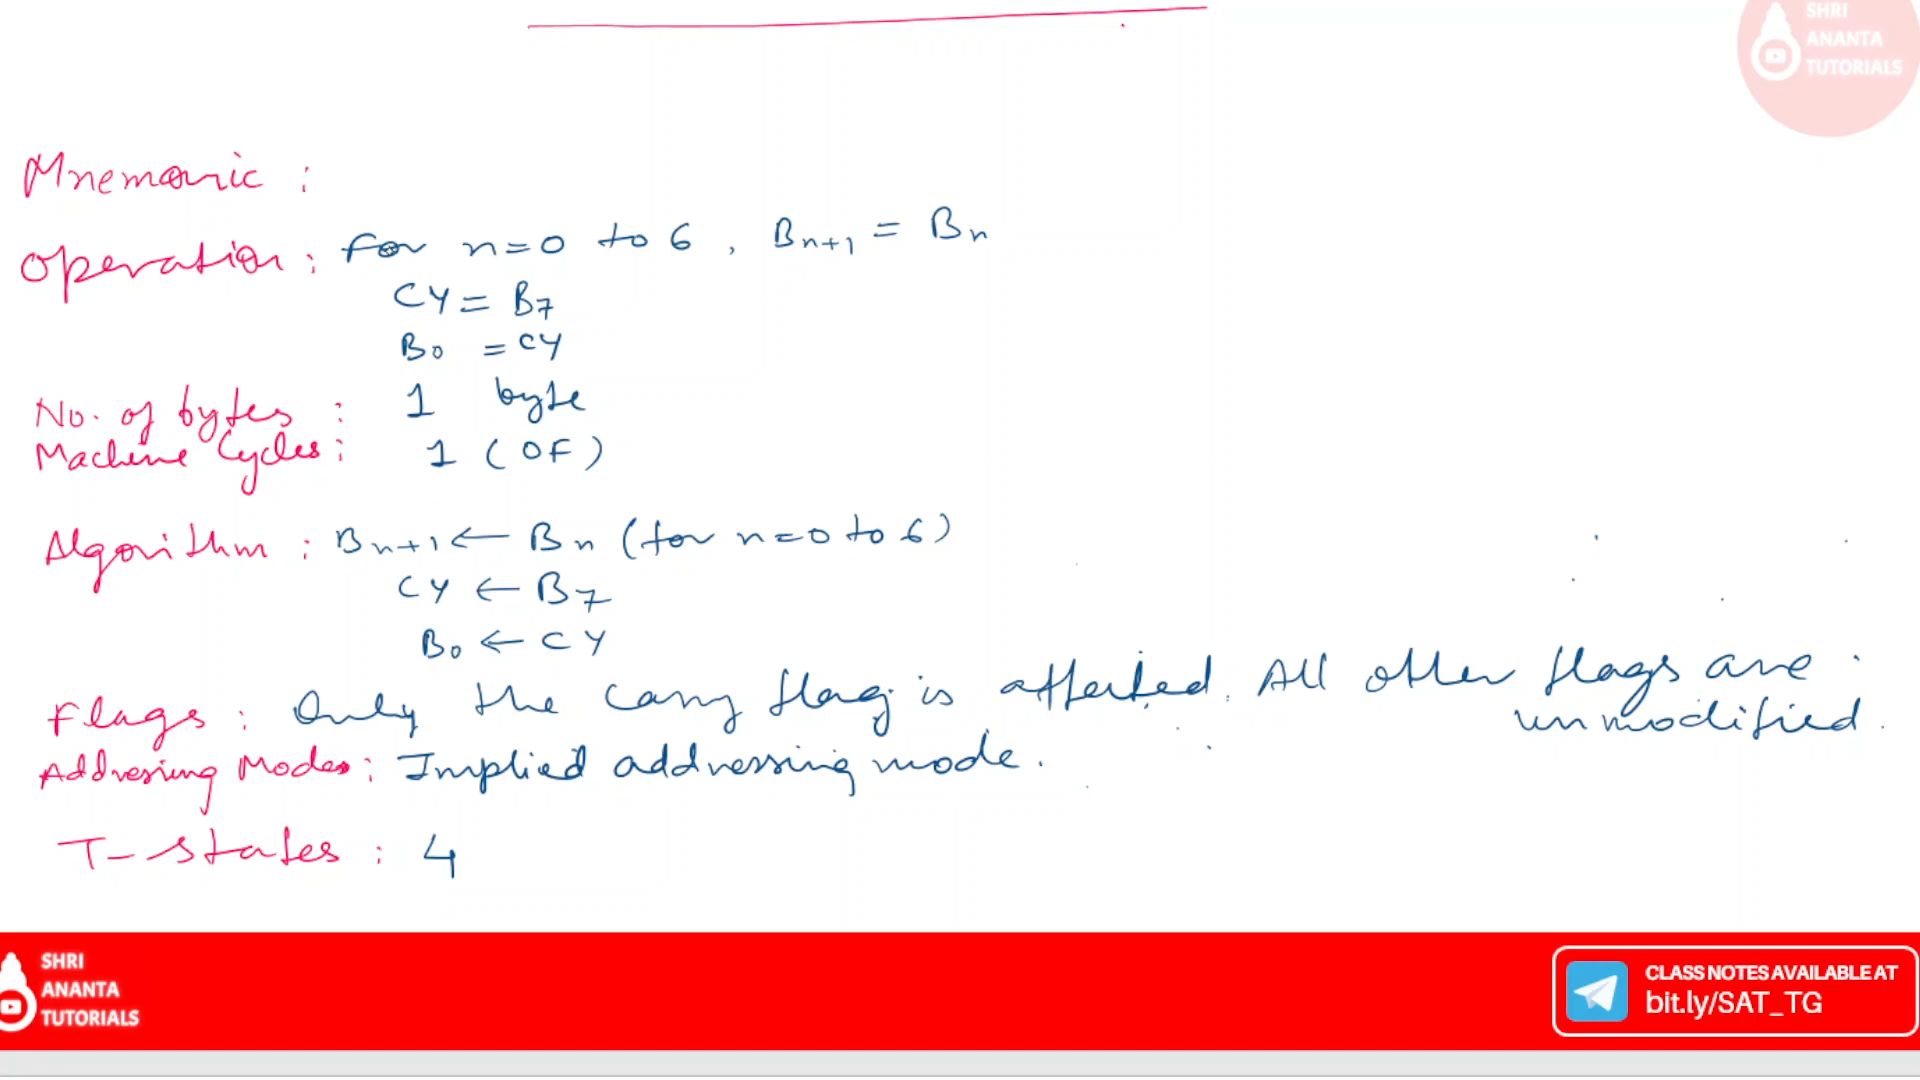 SHRI
ANANTA
TUTORIALS
Mnemonic :
Operation : for n=0 to 6 , Bn+1 = Bn
CY = B7
B0 = CY
No. of bytes : 1 byte
Machine Cycles : 1 (OF)
Algorithm : Bn+1 ← Bn (for n=0 to 6)
CY ← B7
B0 ← CY
Flags : Only the carry flag is affected. All other flags are
unmodified.
Addressing Modes : Implied addressing mode.
T-states : 4
SHRI
ANANTA
TUTORIALS
CLASS NOTES AVAILABLE AT
bit.ly/SAT_TG